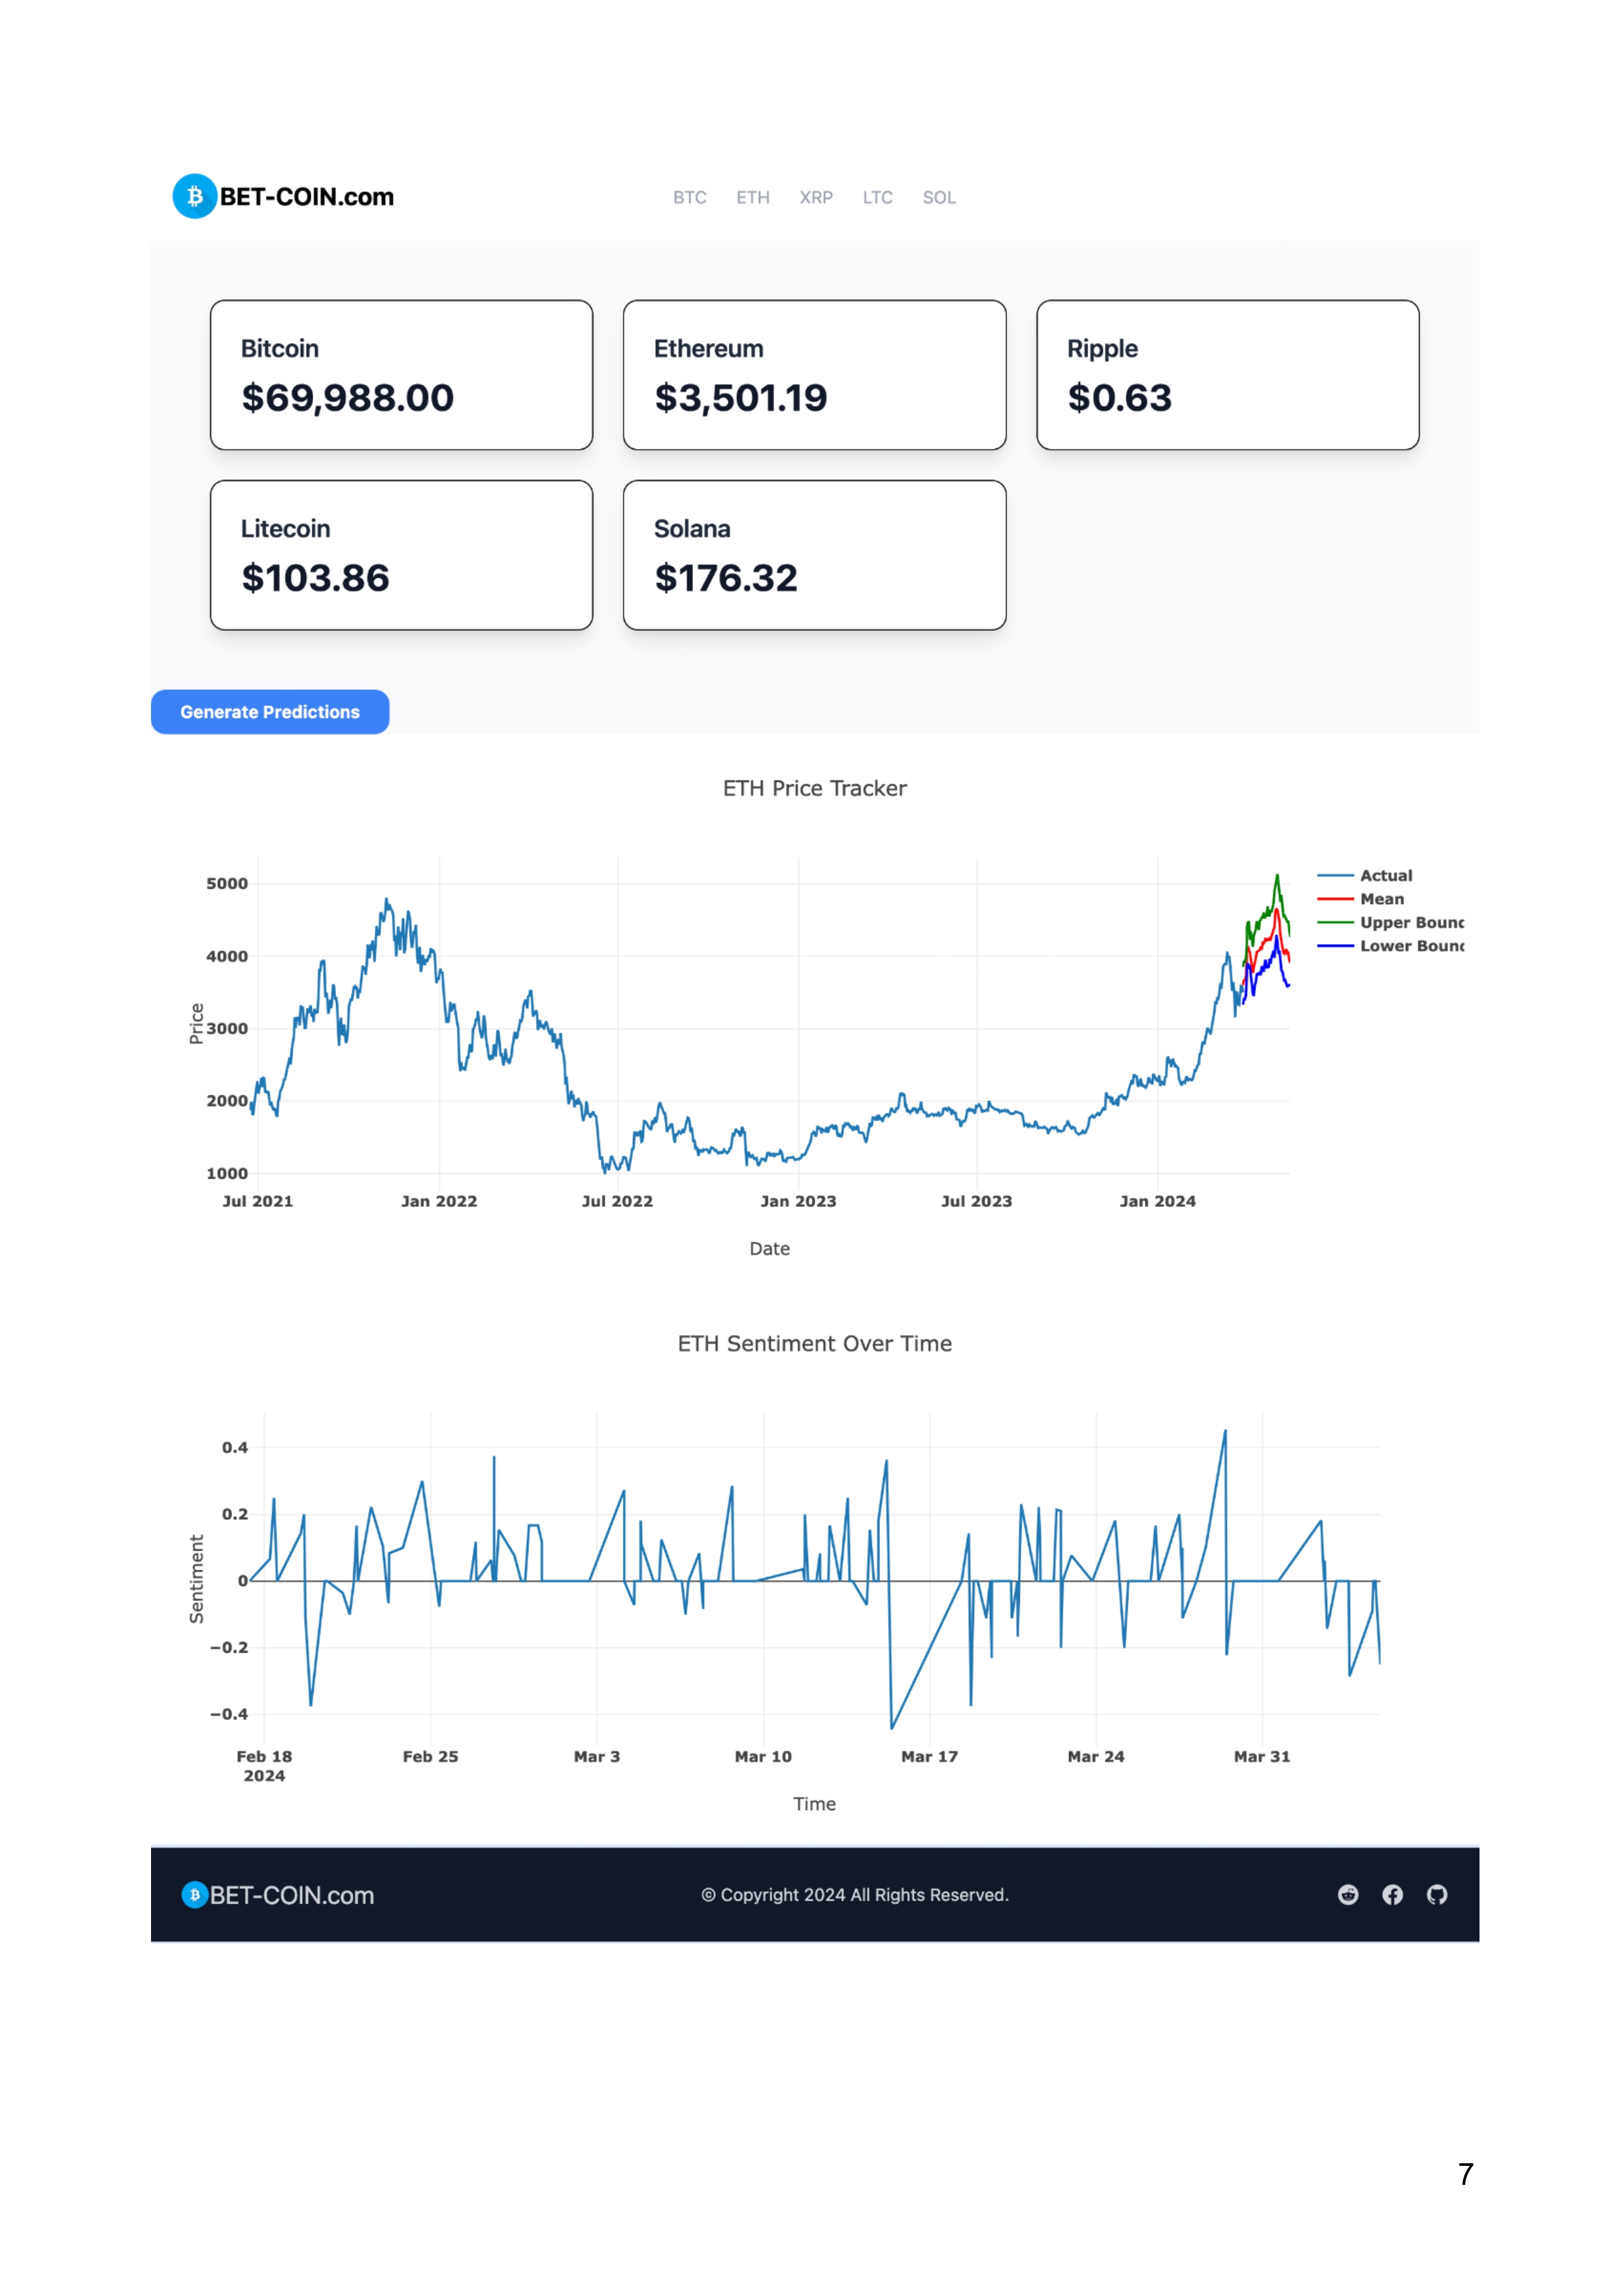 BET-COIN.com
BTC ETH XRP LTC SOL
Bitcoin
$69,988.00
Ethereum
$3,501.19
Ripple
$0.63
Litecoin
$103.86
Solana
$176.32
Generate Predictions
ETH Price Tracker
Actual
Mean
Upper Bounc
Lower Bounc
Price
5000
4000
3000
2000
1000
Jul 2021 Jan 2022 Jul 2022 Jan 2023 Jul 2023 Jan 2024
Date
ETH Sentiment Over Time
Sentiment
0.4
0.2
0
−0.2
−0.4
Feb 18 Feb 25 Mar 3 Mar 10 Mar 17 Mar 24 Mar 31
2024
Time
BET-COIN.com
© Copyright 2024 All Rights Reserved.
7